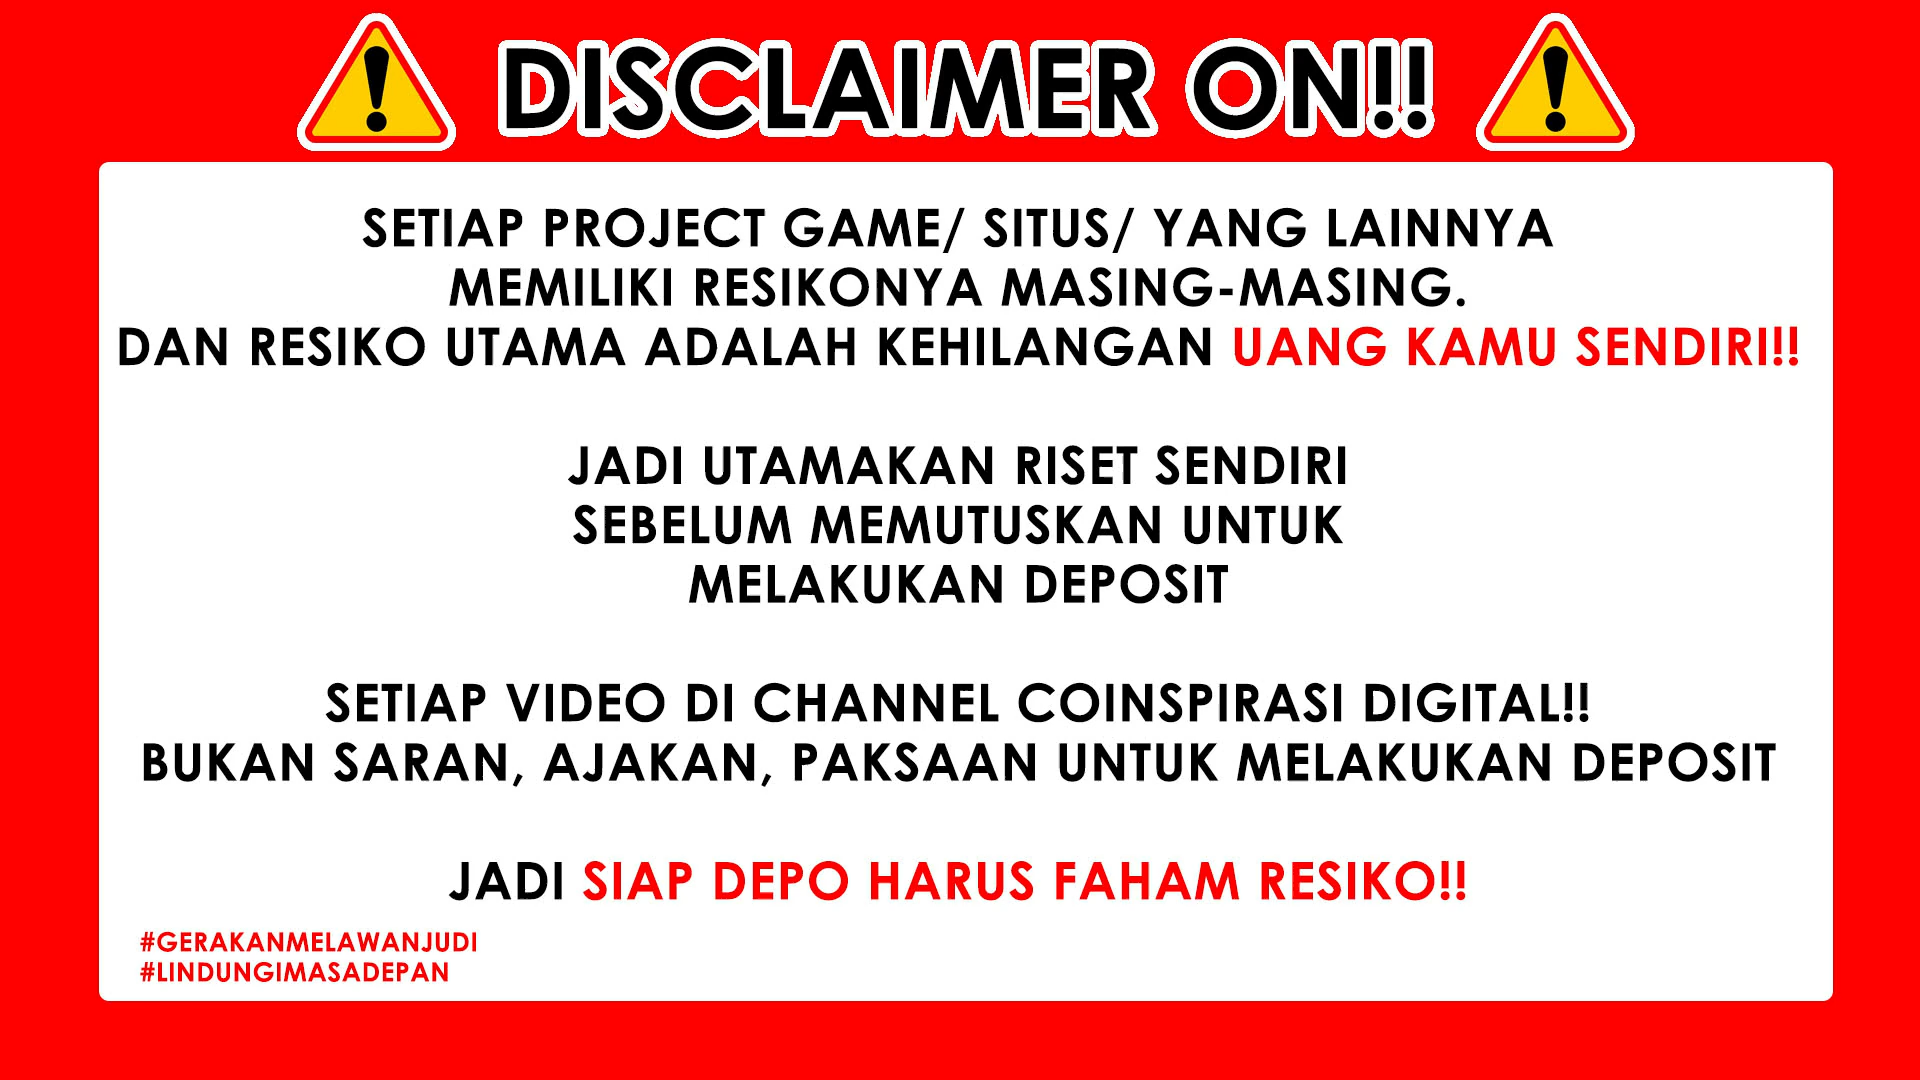 DISCLAIMER ON!!
SETIAP PROJECT GAME/ SITUS/ YANG LAINNYA
MEMILIKI RESIKONYA MASING-MASING.
DAN RESIKO UTAMA ADALAH KEHILANGAN UANG KAMU SENDIRI!!
JADI UTAMAKAN RISET SENDIRI
SEBELUM MEMUTUSKAN UNTUK
MELAKUKAN DEPOSIT
SETIAP VIDEO DI CHANNEL COINSPIRASI DIGITAL!!
BUKAN SARAN, AJAKAN, PAKSAAN UNTUK MELAKUKAN DEPOSIT
JADI SIAP DEPO HARUS FAHAM RESIKO!!
#GERAKANMELAWANJUDI
#LINDUNGIMASADEPAN